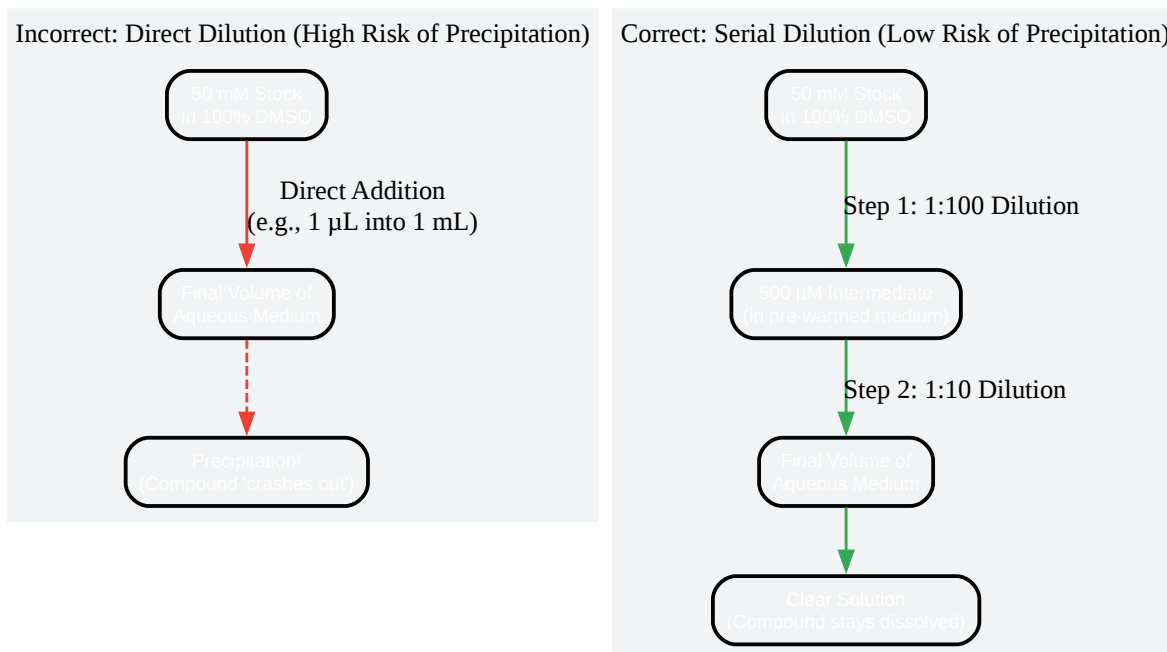 Incorrect: Direct Dilution (High Risk of Precipitation)
50 mM Stock
in 100% DMSO
Direct Addition
(e.g., 1 µL into 1 mL)
Final Volume of
Aqueous Medium
Precipitation!
(Compound 'crashes out')
Correct: Serial Dilution (Low Risk of Precipitation)
50 mM Stock
in 100% DMSO
Step 1: 1:100 Dilution
500 µM Intermediate
(in pre-warmed medium)
Step 2: 1:10 Dilution
Final Volume of
Aqueous Medium
Clear Solution
(Compound stays dissolved)